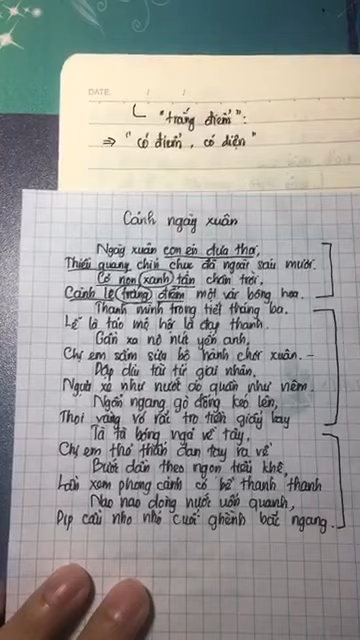 DATE / /
"trắng điểm":
⇒ "có điểm, có diện"
Cảnh ngày xuân
Ngày xuân con én đưa thoi,
Thiều quang chín chục đã ngoài sáu mươi.
Cỏ non (xanh) tận chân trời,
Cành lê (trắng) điểm một vài bông hoa.
Thanh minh trong tiết tháng ba.
Lễ là tảo mộ hội là đạp thanh.
Gần xa nô nức yến anh,
Chị em sắm sửa bộ hành chơi xuân.
Dập dìu tài tử giai nhân,
Ngựa xe như nước áo quần như nêm.
Ngổn ngang gò đống kéo lên,
Thoi vàng vó rắc tro tiền giấy bay
Tà tà bóng ngả về tây,
Chị em thơ thẩn dan tay ra về
Bước dần theo ngọn tiểu khê,
Lần xem phong cảnh có bề thanh thanh
Nao nao dòng nước uốn quanh,
Dịp cầu nho nhỏ cuối ghềnh bắc ngang.